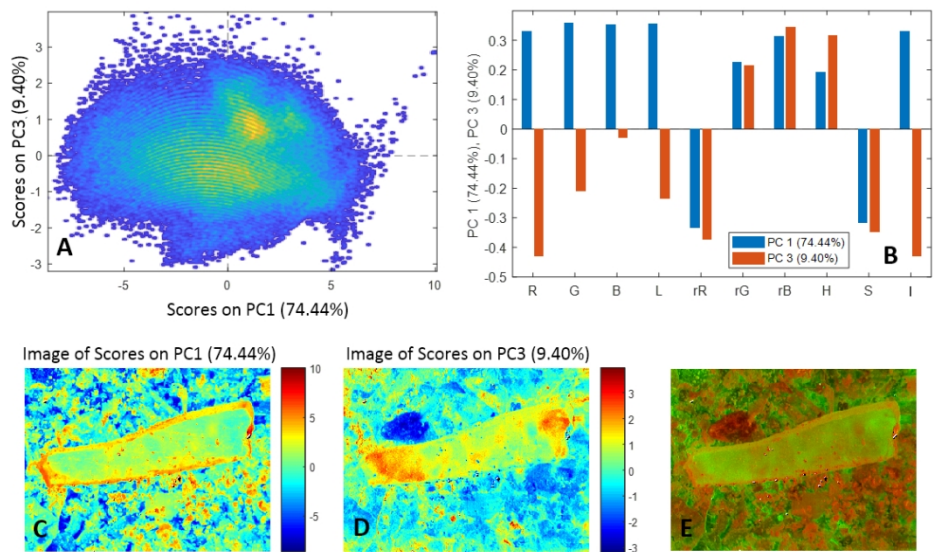 Scores on PC3 (9.40%)
3
2
1
0
-1
-2
-3
A
-5
0
5
10
Scores on PC1 (74.44%)
PC 1 (74.44%), PC 3 (9.40%)
0.3
0.2
0.1
0
-0.1
-0.2
-0.3
-0.4
-0.5
PC 1 (74.44%)
PC 3 (9.40%)
B
R G B L rR rG rB H S I
Image of Scores on PC1 (74.44%)
10
5
0
-5
C
Image of Scores on PC3 (9.40%)
3
2
1
0
-1
-2
-3
D
E